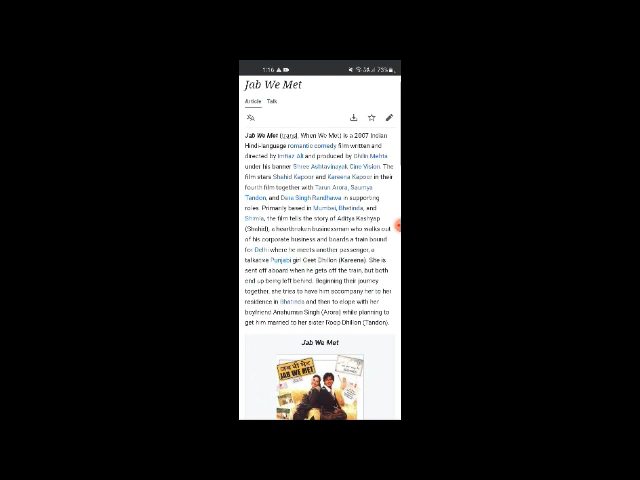 1:16
75%
Jab We Met
Article Talk
Jab We Met (transl. When We Met) is a 2007 Indian
Hindi-language romantic comedy film written and
directed by Imtiaz Ali and produced by Dhilin Mehta
under his banner Shree Ashtavinayak Cine Vision. The
film stars Shahid Kapoor and Kareena Kapoor in their
fourth film together with Tarun Arora, Saumya
Tandon, and Dara Singh Randhawa in supporting
roles. Primarily based in Mumbai, Bhatinda, and
Shimla, the film tells the story of Aditya Kashyap
(Shahid), a heartbroken businessman who walks out
of his corporate business and boards a train bound
for Delhi where he meets another passenger, a
talkative Punjabi girl Geet Dhillon (Kareena). She is
sent off aboard when he gets off the train, but both
end up being left behind. Beginning their journey,
together, she tries to have him accompany her to her
residence in Bhatinda and then to elope with her
boyfriend Anshuman Singh (Arora) while planning to
get him married to her sister Roop Dhillon (Tandon).
Jab We Met
जब वी मेट
JAB WE MET